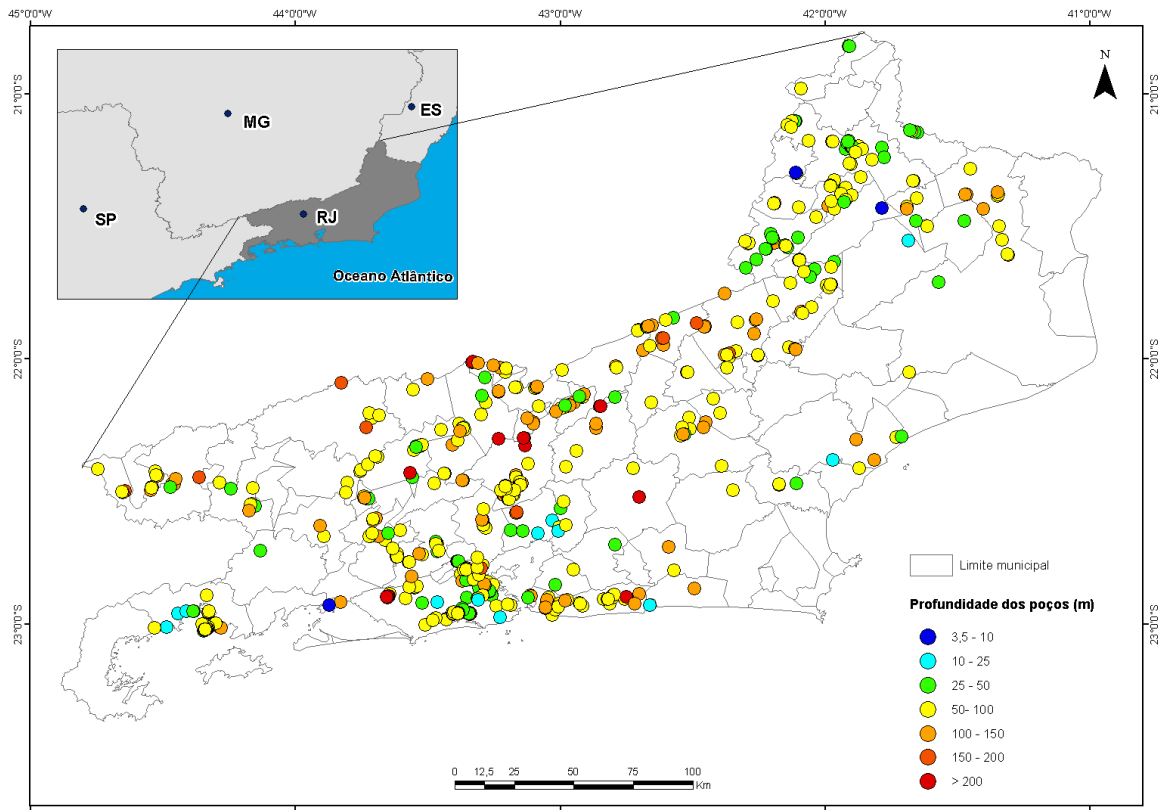 45°0'0"W
44°0'0"W
43°0'0"W
42°0'0"W
41°0'0"W
21°0'0"S
21°0'0"S
22°0'0"S
22°0'0"S
23°0'0"S
23°0'0"S
N
MG
ES
SP
RJ
Oceano Atlântico
Limite municipal
Profundidade dos poços (m)
3,5 - 10
10 - 25
25 - 50
50- 100
100 - 150
150 - 200
> 200
0 12,5 25 50 75 100
Km